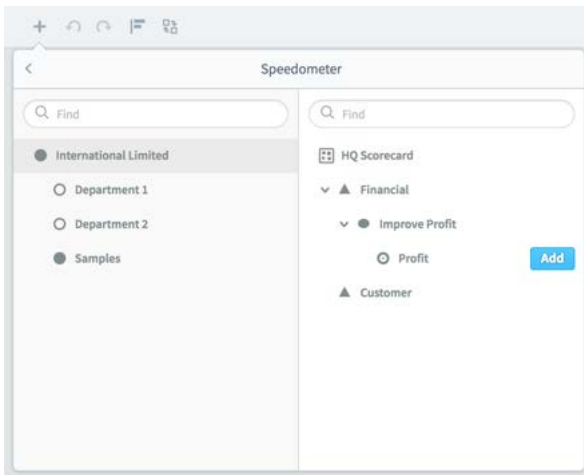 Speedometer
Find
International Limited
Department 1
Department 2
Samples
Find
HQ Scorecard
Financial
Improve Profit
Profit
Add
Customer